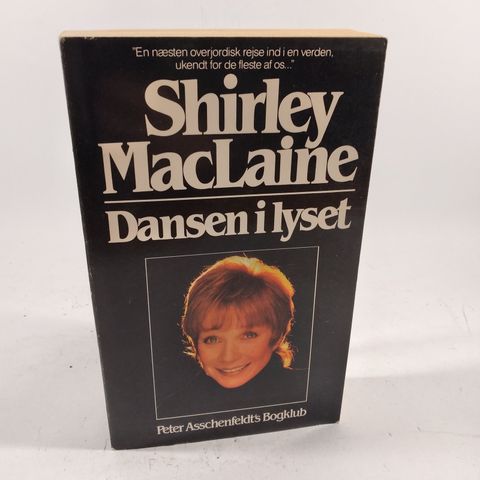 "En næsten overjordisk rejse ind i en verden,
ukendt for de fleste af os..."
Shirley
MacLaine
Dansen i lyset
Peter Asschenfeldt's Bogklub